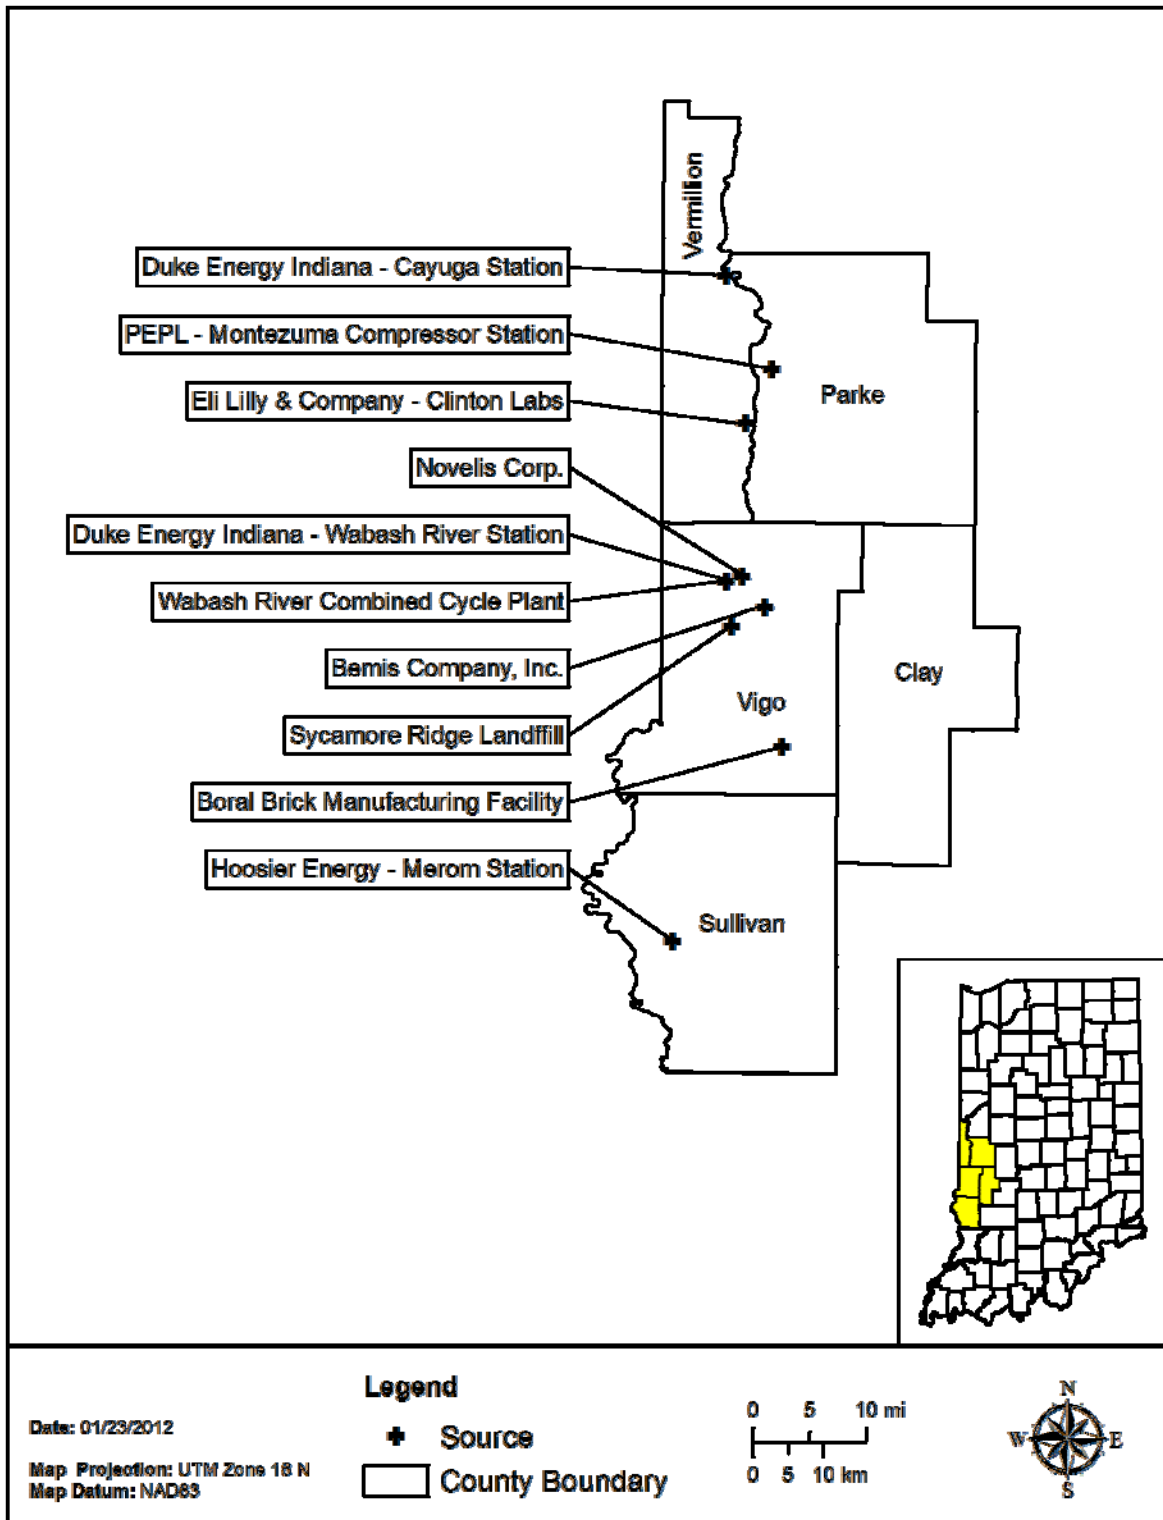 Vermillion
Duke Energy Indiana - Cayuga Station
PEPL - Montezuma Compressor Station
Parke
Eli Lilly & Company - Clinton Labs
Novelis Corp.
Duke Energy Indiana - Wabash River Station
Wabash River Combined Cycle Plant
Bemis Company, Inc.
Clay
Vigo
Sycamore Ridge Landffill
Boral Brick Manufacturing Facility
Hoosier Energy - Merom Station
Sullivan
Legend
Date: 01/23/2012
Source
Map Projection: UTM Zone 16 N
Map Datum: NAD83
County Boundary
0 5 10 mi
0 5 10 km
N
W E
S